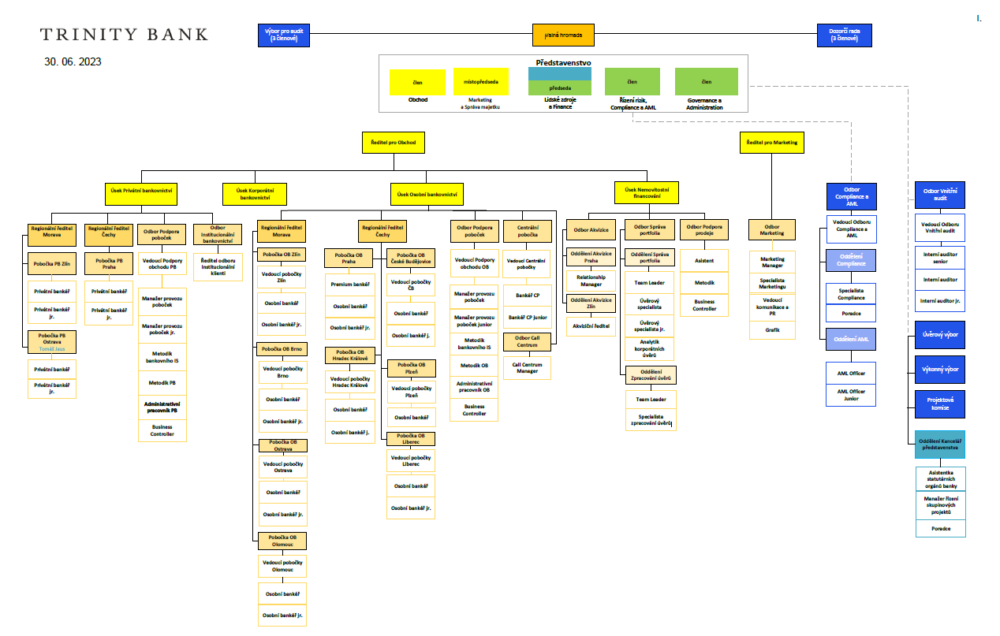 I.
TRINITY BANK
30. 06. 2023
Výbor pro audit
(3 členové)
Valná hromada
Dozorčí rada
(3 členové)
Představenstvo
člen
místopředseda
předseda
člen
člen
Obchod
Marketing
a Správa majetku
Lidské zdroje
a Finance
Řízení rizik,
Compliance a AML
Governance a
Administration
Ředitel pro Obchod
Ředitel pro Marketing
Úsek Privátní bankovnictví
Úsek Korporátní
bankovnictví
Úsek Osobní bankovnictví
Úsek Nemovitostní
financování
Odbor
Compliance a
AML
Odbor Vnitřní
audit
Regionální ředitel
Morava
Pobočka PB Zlín
Privátní bankéř
Privátní bankéř
jr.
Pobočka PB
Ostrava
Tomáš Jaus
Privátní bankéř
Privátní bankéř
jr.
Regionální ředitel
Čechy
Pobočka PB
Praha
Privátní bankéř
Privátní bankéř
jr.
Odbor Podpora
poboček
Vedoucí Podpory
obchodu PB
Manažer provozu
poboček
Manažer provozu
poboček jr.
Metodik
bankovního IS
Metodik PB
Administrativní
pracovník PB
Business
Controller
Odbor
Institucionální
bankovnictví
Ředitel odboru
Institucionální
klienti
Regionální ředitel
Morava
Pobočka OB Zlín
Vedoucí pobočky
Zlín
Osobní bankéř
Osobní bankéř jr.
Pobočka OB Brno
Vedoucí pobočky
Brno
Osobní bankéř
Osobní bankéř jr.
Pobočka OB
Ostrava
Vedoucí pobočky
Ostrava
Osobní bankéř
Osobní bankéř jr.
Pobočka OB
Olomouc
Vedoucí pobočky
Olomouc
Osobní bankéř
Osobní bankéř jr.
Regionální ředitel
Čechy
Pobočka OB
Praha
Premium bankéř
Osobní bankéř
Osobní bankéř jr.
Pobočka OB
Hradec Králové
Vedoucí pobočky
Hradec Králové
Osobní bankéř
Osobní bankéř j.
Pobočka OB
České Budějovice
Vedoucí pobočky
ČB
Osobní bankéř
Osobní bankéř j.
Pobočka OB
Plzeň
Vedoucí pobočky
Plzeň
Osobní bankéř
Pobočka OB
Liberec
Vedoucí pobočky
Liberec
Osobní bankéř
Osobní bankéř jr.
Odbor Podpora
poboček
Vedoucí Podpory
obchodu OB
Manažer provozu
poboček
Manažer provozu
poboček junior
Metodik
bankovního IS
Metodik OB
Administrativní
pracovník OB
Business
Controller
Centrální
pobočka
Vedoucí Centrální
pobočky
Bankéř CP
Bankéř CP junior
Odbor Call
Centrum
Call Centrum
Manager
Odbor Akvizice
Oddělení Akvizice
Praha
Relationship
Manager
Oddělení Akvizice
Zlín
Akviziční ředitel
Odbor Správa
portfolia
Oddělení Správa
portfolia
Team Leader
Úvěrový
specialista
Úvěrový
specialista jr.
Analytik
korporátních
úvěrů
Oddělení
Zpracování úvěrů
Team Leader
Specialista
zpracování úvěrů
Odbor Podpora
prodeje
Asistent
Metodik
Business
Controller
Odbor
Marketing
Marketing
Manager
Specialista
Marketingu
Vedoucí
komunikace a
PR
Grafik
Vedoucí Odboru
Compliance a
AML
Oddělení
Compliance
Specialista
Compliance
Poradce
Oddělení AML
AML Officer
AML Officer
Junior
Vedoucí Odboru
Vnitřní audit
Interní auditor
senior
Interní auditor
Interní auditor jr.
Úvěrový výbor
Výkonný výbor
Projektová
komise
Oddělení Kancelář
představenstva
Asistentka
statutárních
orgánů banky
Manažer řízení
skupinových
projektů
Poradce